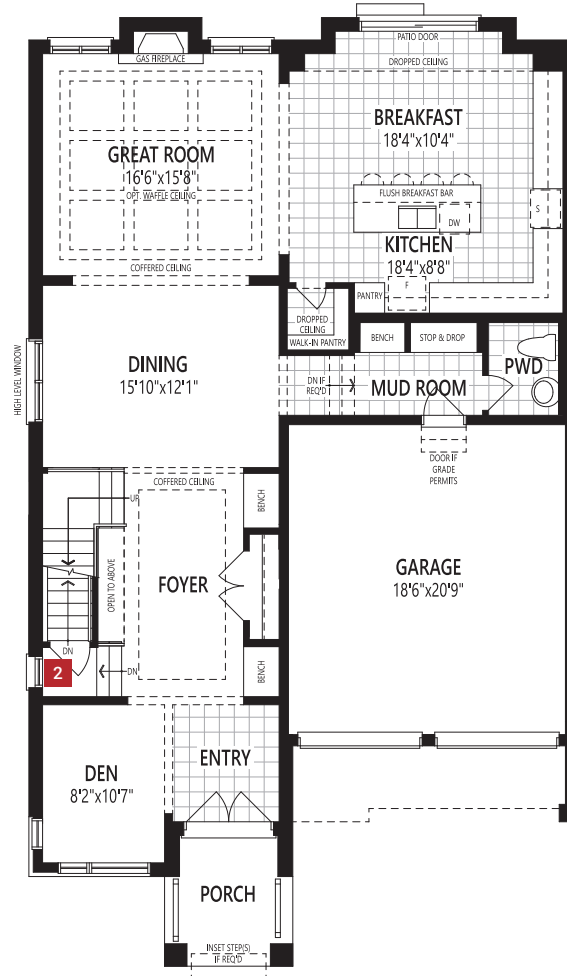 PATIO DOOR
GAS FIREPLACE
DROPPED CEILING
BREAKFAST
18'4"x10'4"
GREAT ROOM
16'6"x15'8"
OPT. WAFFLE CEILING
FLUSH BREAKFAST BAR
DW
S
KITCHEN
18'4"x8'8"
COFFERED CEILING
F
PANTRY
DROPPED
CEILING
WALK-IN PANTRY
BENCH
STOP & DROP
HIGH LEVEL WINDOW
DINING
15'10"x12'1"
DN IF
REQ'D
MUD ROOM
PWD
DOOR IF
GRADE
PERMITS
COFFERED CEILING
BENCH
UP
OPEN TO ABOVE
FOYER
GARAGE
18'6"x20'9"
DN
2
DN
BENCH
ENTRY
DEN
8'2"x10'7"
PORCH
INSET STEP(S)
IF REQ'D